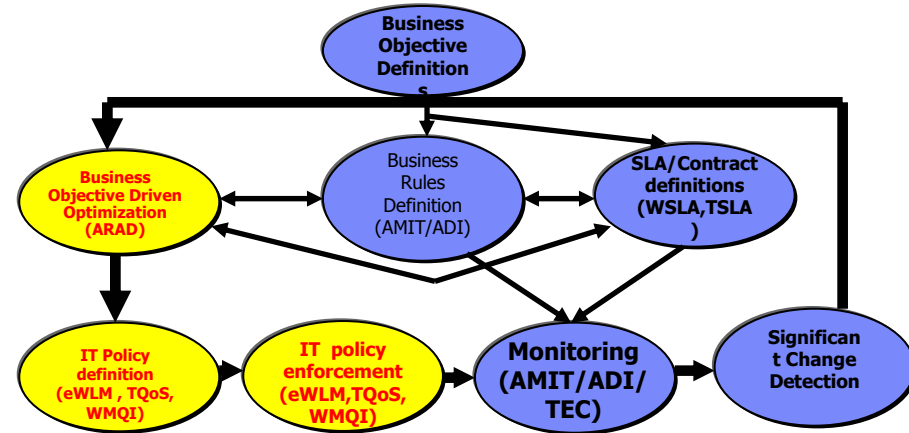 Business
Objective
Definition
s
Business
Objective Driven
Optimization
(ARAD)
Business
Rules
Definition
(AMIT/ADI)
SLA/Contract
definitions
(WSLA,TSLA
)
IT Policy
definition
(eWLM , TQoS,
WMQI)
IT policy
enforcement
(eWLM,TQoS,
WMQI)
Monitoring
(AMIT/ADI/
TEC)
Significan
t Change
Detection